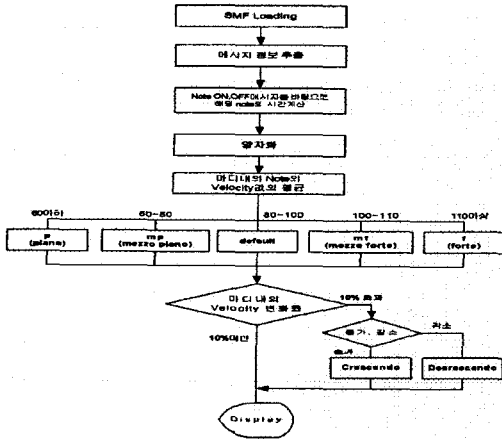 SMF Loading
메시지 정보 추출
Note ON,OFF메시지를 바탕으로
해당 note의 시간계산
양자화
마디내의 Note의
Velocity값의 평균
60이하
60~80
80~100
100~110
110이상
P
(piano)
mp
(mezzo piano)
default
mf
(mezzo forte)
f
(forte)
마디내의
Velocity 변화율
10% 초과
10%미만
증가, 감소
증가
감소
Crescendo
Decrescendo
Display